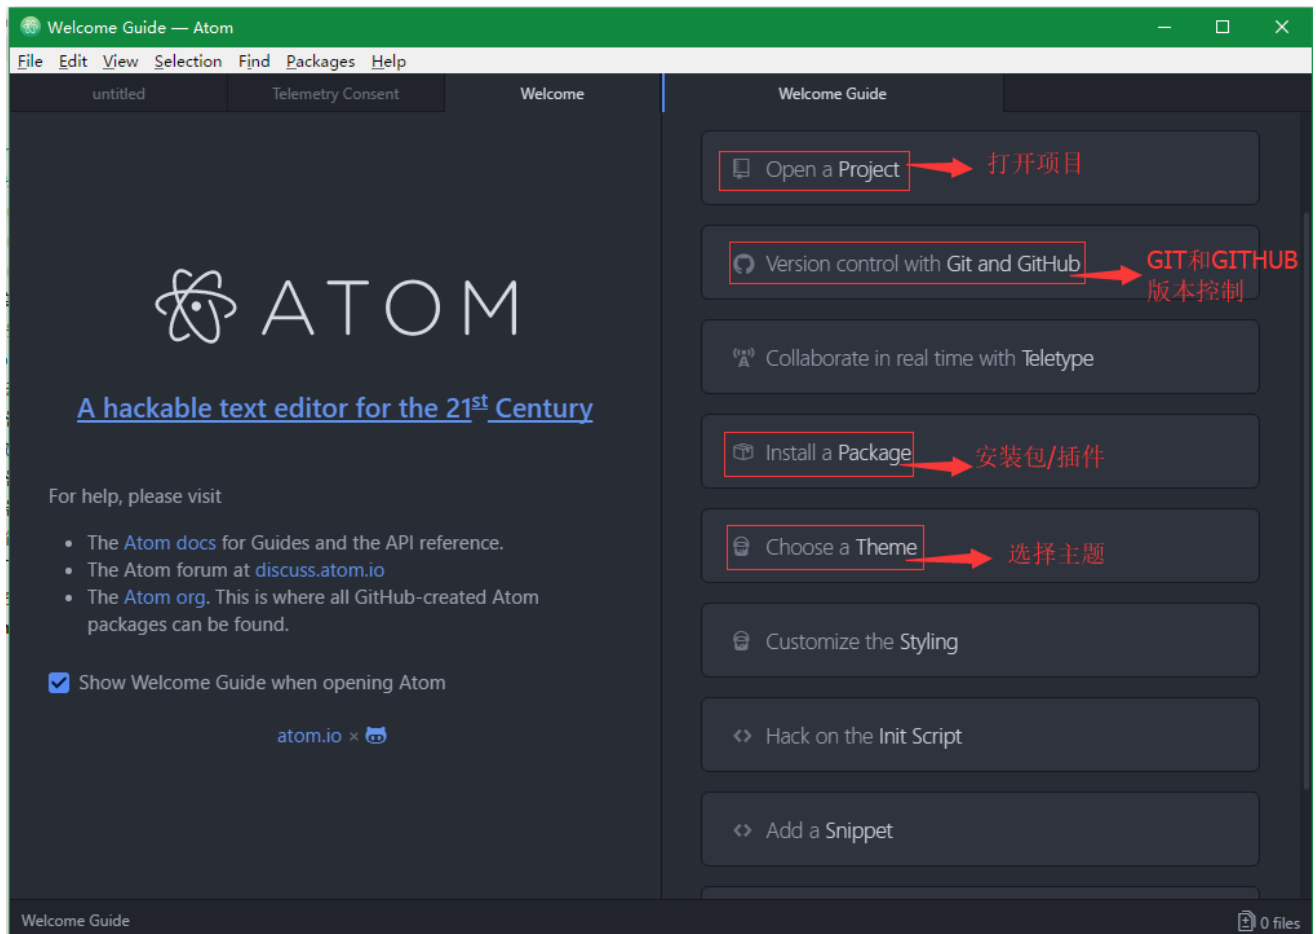 Welcome Guide — Atom
File Edit View Selection Find Packages Help
untitled Telemetry Consent Welcome Welcome Guide
ATOM
A hackable text editor for the 21st Century
For help, please visit
The Atom docs for Guides and the API reference.
The Atom forum at discuss.atom.io
The Atom org. This is where all GitHub-created Atom
packages can be found.
Show Welcome Guide when opening Atom
atom.io ×
Open a Project
打开项目
Version control with Git and GitHub
GIT和GITHUB
版本控制
Collaborate in real time with Teletype
Install a Package
安装包/插件
Choose a Theme
选择主题
Customize the Styling
Hack on the Init Script
Add a Snippet
Welcome Guide
0 files